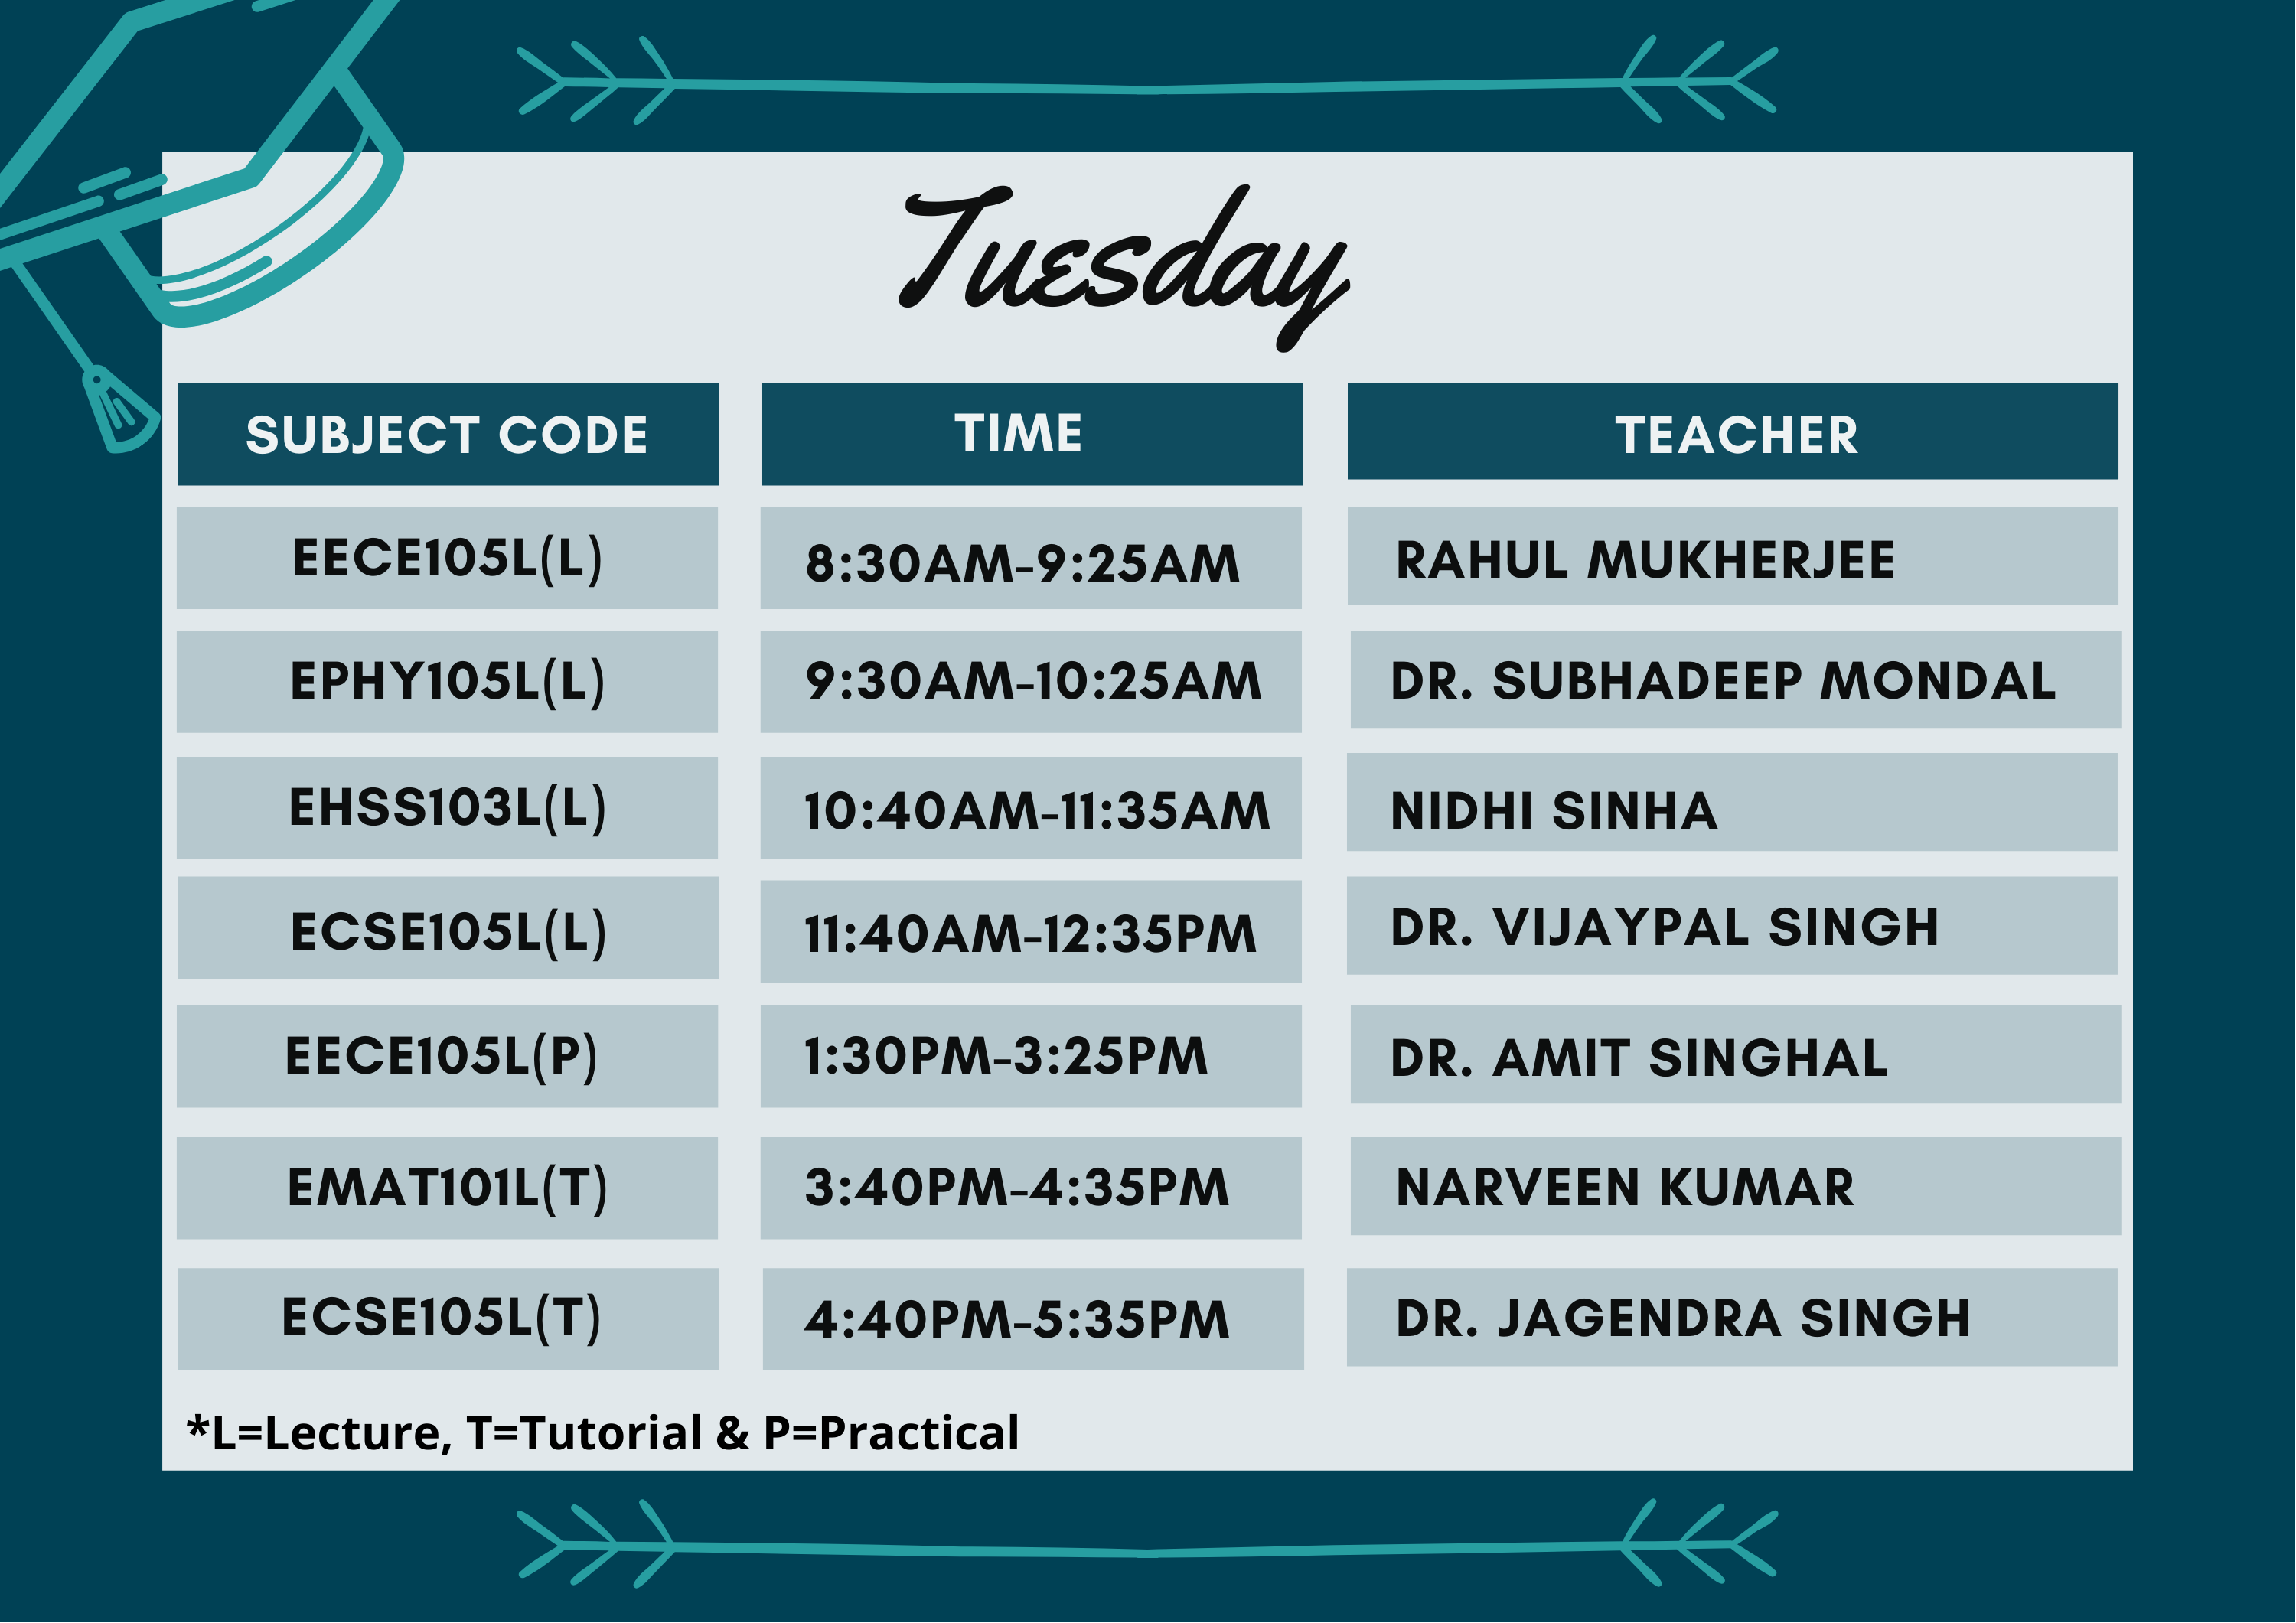 Tuesday
SUBJECT CODE TIME TEACHER
EECE105L(L) 8:30AM-9:25AM RAHUL MUKHERJEE
EPHY105L(L) 9:30AM-10:25AM DR. SUBHADEEP MONDAL
EHSS103L(L) 10:40AM-11:35AM NIDHI SINHA
ECSE105L(L) 11:40AM-12:35PM DR. VIJAYPAL SINGH
EECE105L(P) 1:30PM-3:25PM DR. AMIT SINGHAL
EMAT101L(T) 3:40PM-4:35PM NARVEEN KUMAR
ECSE105L(T) 4:40PM-5:35PM DR. JAGENDRA SINGH
*L=Lecture, T=Tutorial & P=Practical